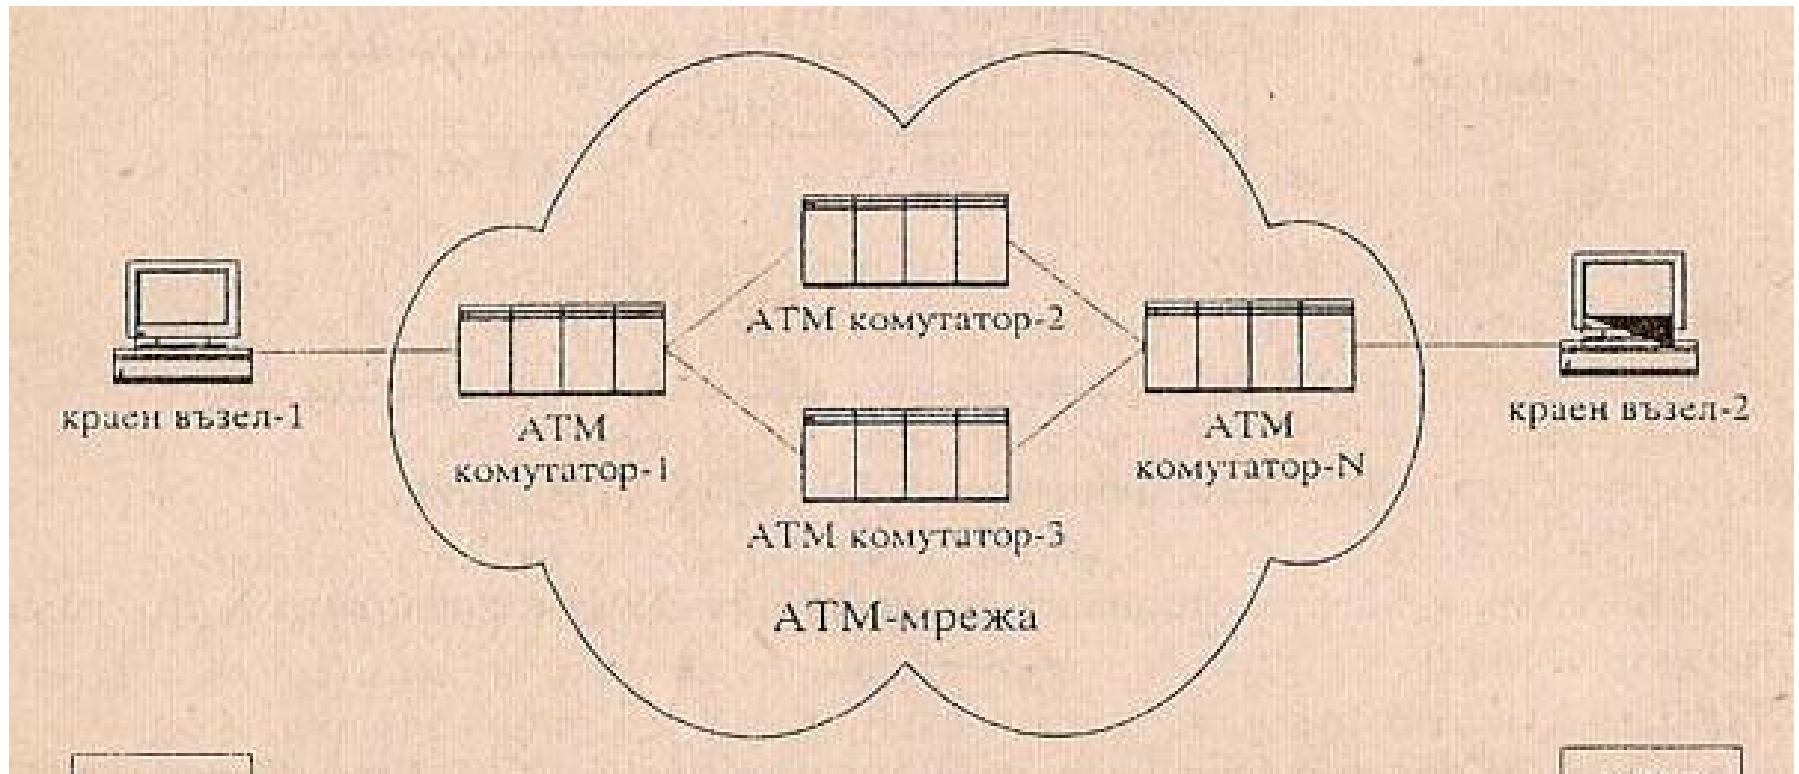 АТМ комутатор-2
краен възел-1
АТМ
комутатор-1
АТМ
комутатор-N
краен възел-2
АТМ комутатор-3
АТМ-мрежа